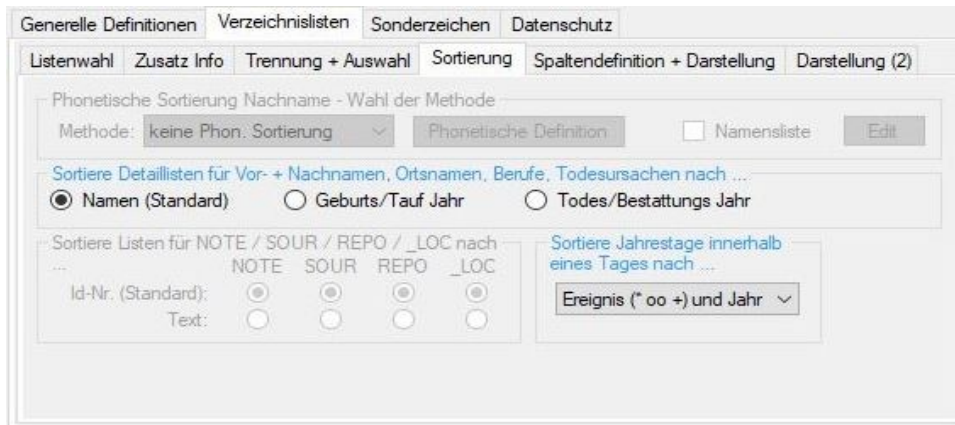 Generelle Definitionen Verzeichnislisten Sonderzeichen Datenschutz
Listenwahl Zusatz Info Trennung + Auswahl Sortierung Spaltendefinition + Darstellung Darstellung (2)
Phonetische Sortierung Nachname - Wahl der Methode
Methode: keine Phon. Sortierung Phonetische Definition Namensliste Edit
Sortiere Detaillisten für Vor- + Nachnamen, Ortsnamen, Berufe, Todesursachen nach ...
Namen (Standard) Geburts/Tauf Jahr Todes/Bestattungs Jahr
Sortiere Listen für NOTE / SOUR / REPO / _LOC nach
...
NOTE SOUR REPO _LOC
Id-Nr. (Standard):
Text:
Sortiere Jahrestage innerhalb
eines Tages nach ...
Ereignis (* oo +) und Jahr